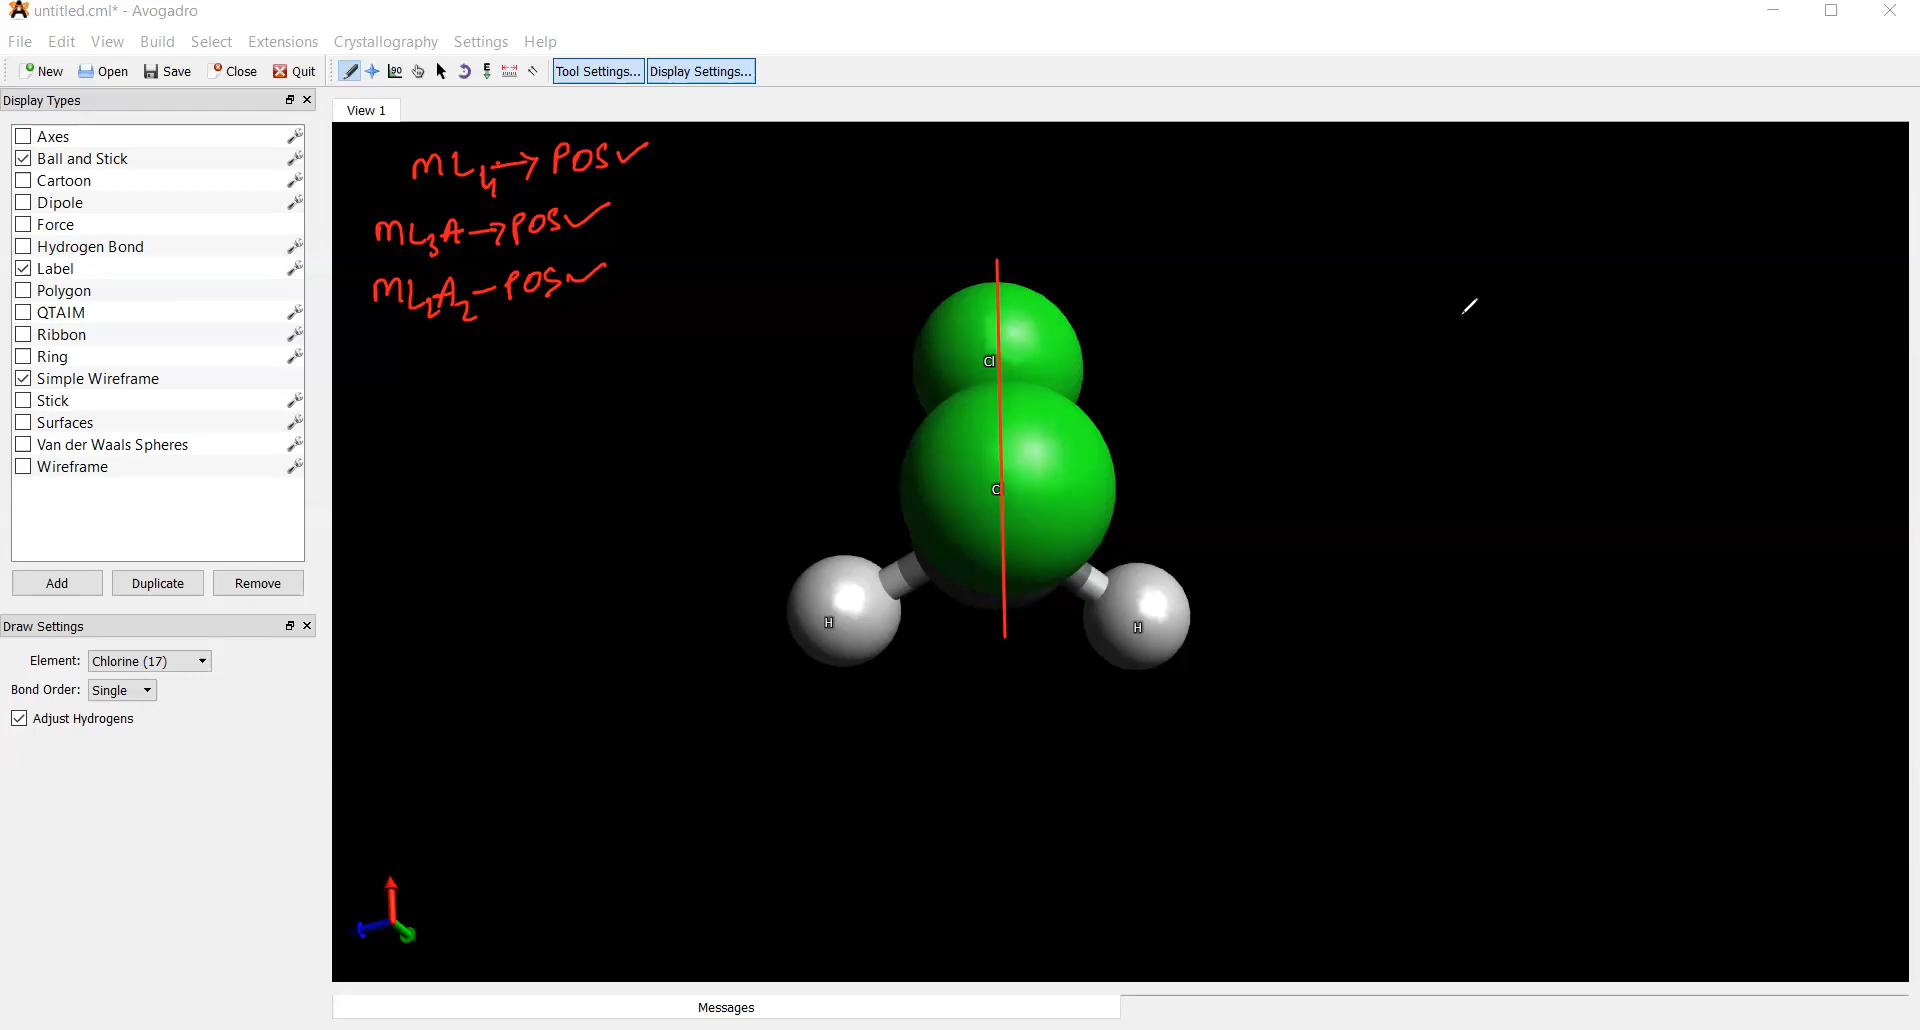 untitled.cml* - Avogadro
File Edit View Build Select Extensions Crystallography Settings Help
New Open Save Close Quit 90 E Tool Settings... Display Settings...
Display Types
View 1
Axes
Ball and Stick
Cartoon
Dipole
Force
Hydrogen Bond
Label
Polygon
QTAIM
Ribbon
Ring
Simple Wireframe
Stick
Surfaces
Van der Waals Spheres
Wireframe
Add Duplicate Remove
Draw Settings
Element: Chlorine (17)
Bond Order: Single
Adjust Hydrogens
ML4→POS✓
ML3A→POS✓
ML2A2–POS✓
Cl
C
H H
Messages